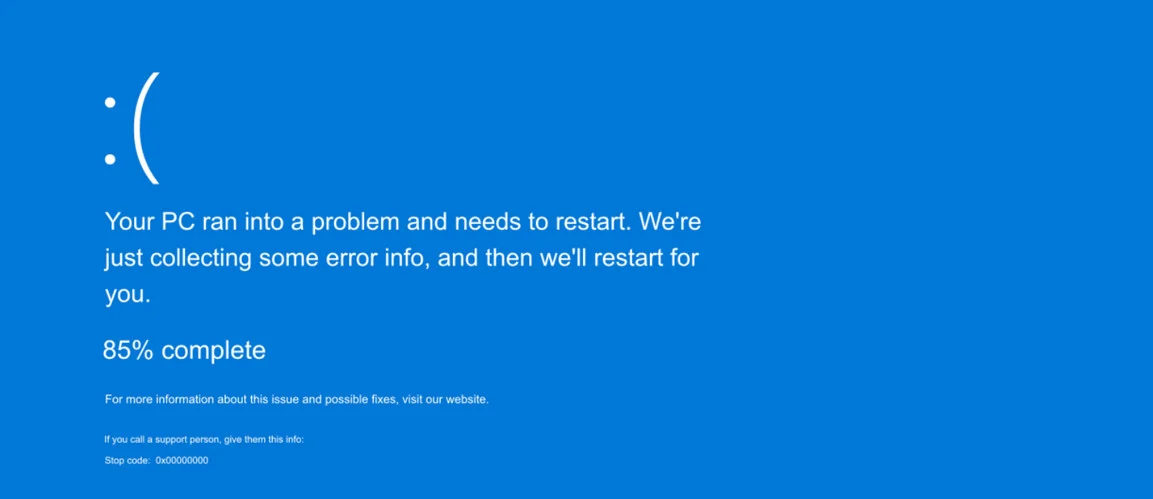 :(
Your PC ran into a problem and needs to restart. We're
just collecting some error info, and then we'll restart for
you.
85% complete
For more information about this issue and possible fixes, visit our website.
If you call a support person, give them this info:
Stop code: 0x00000000